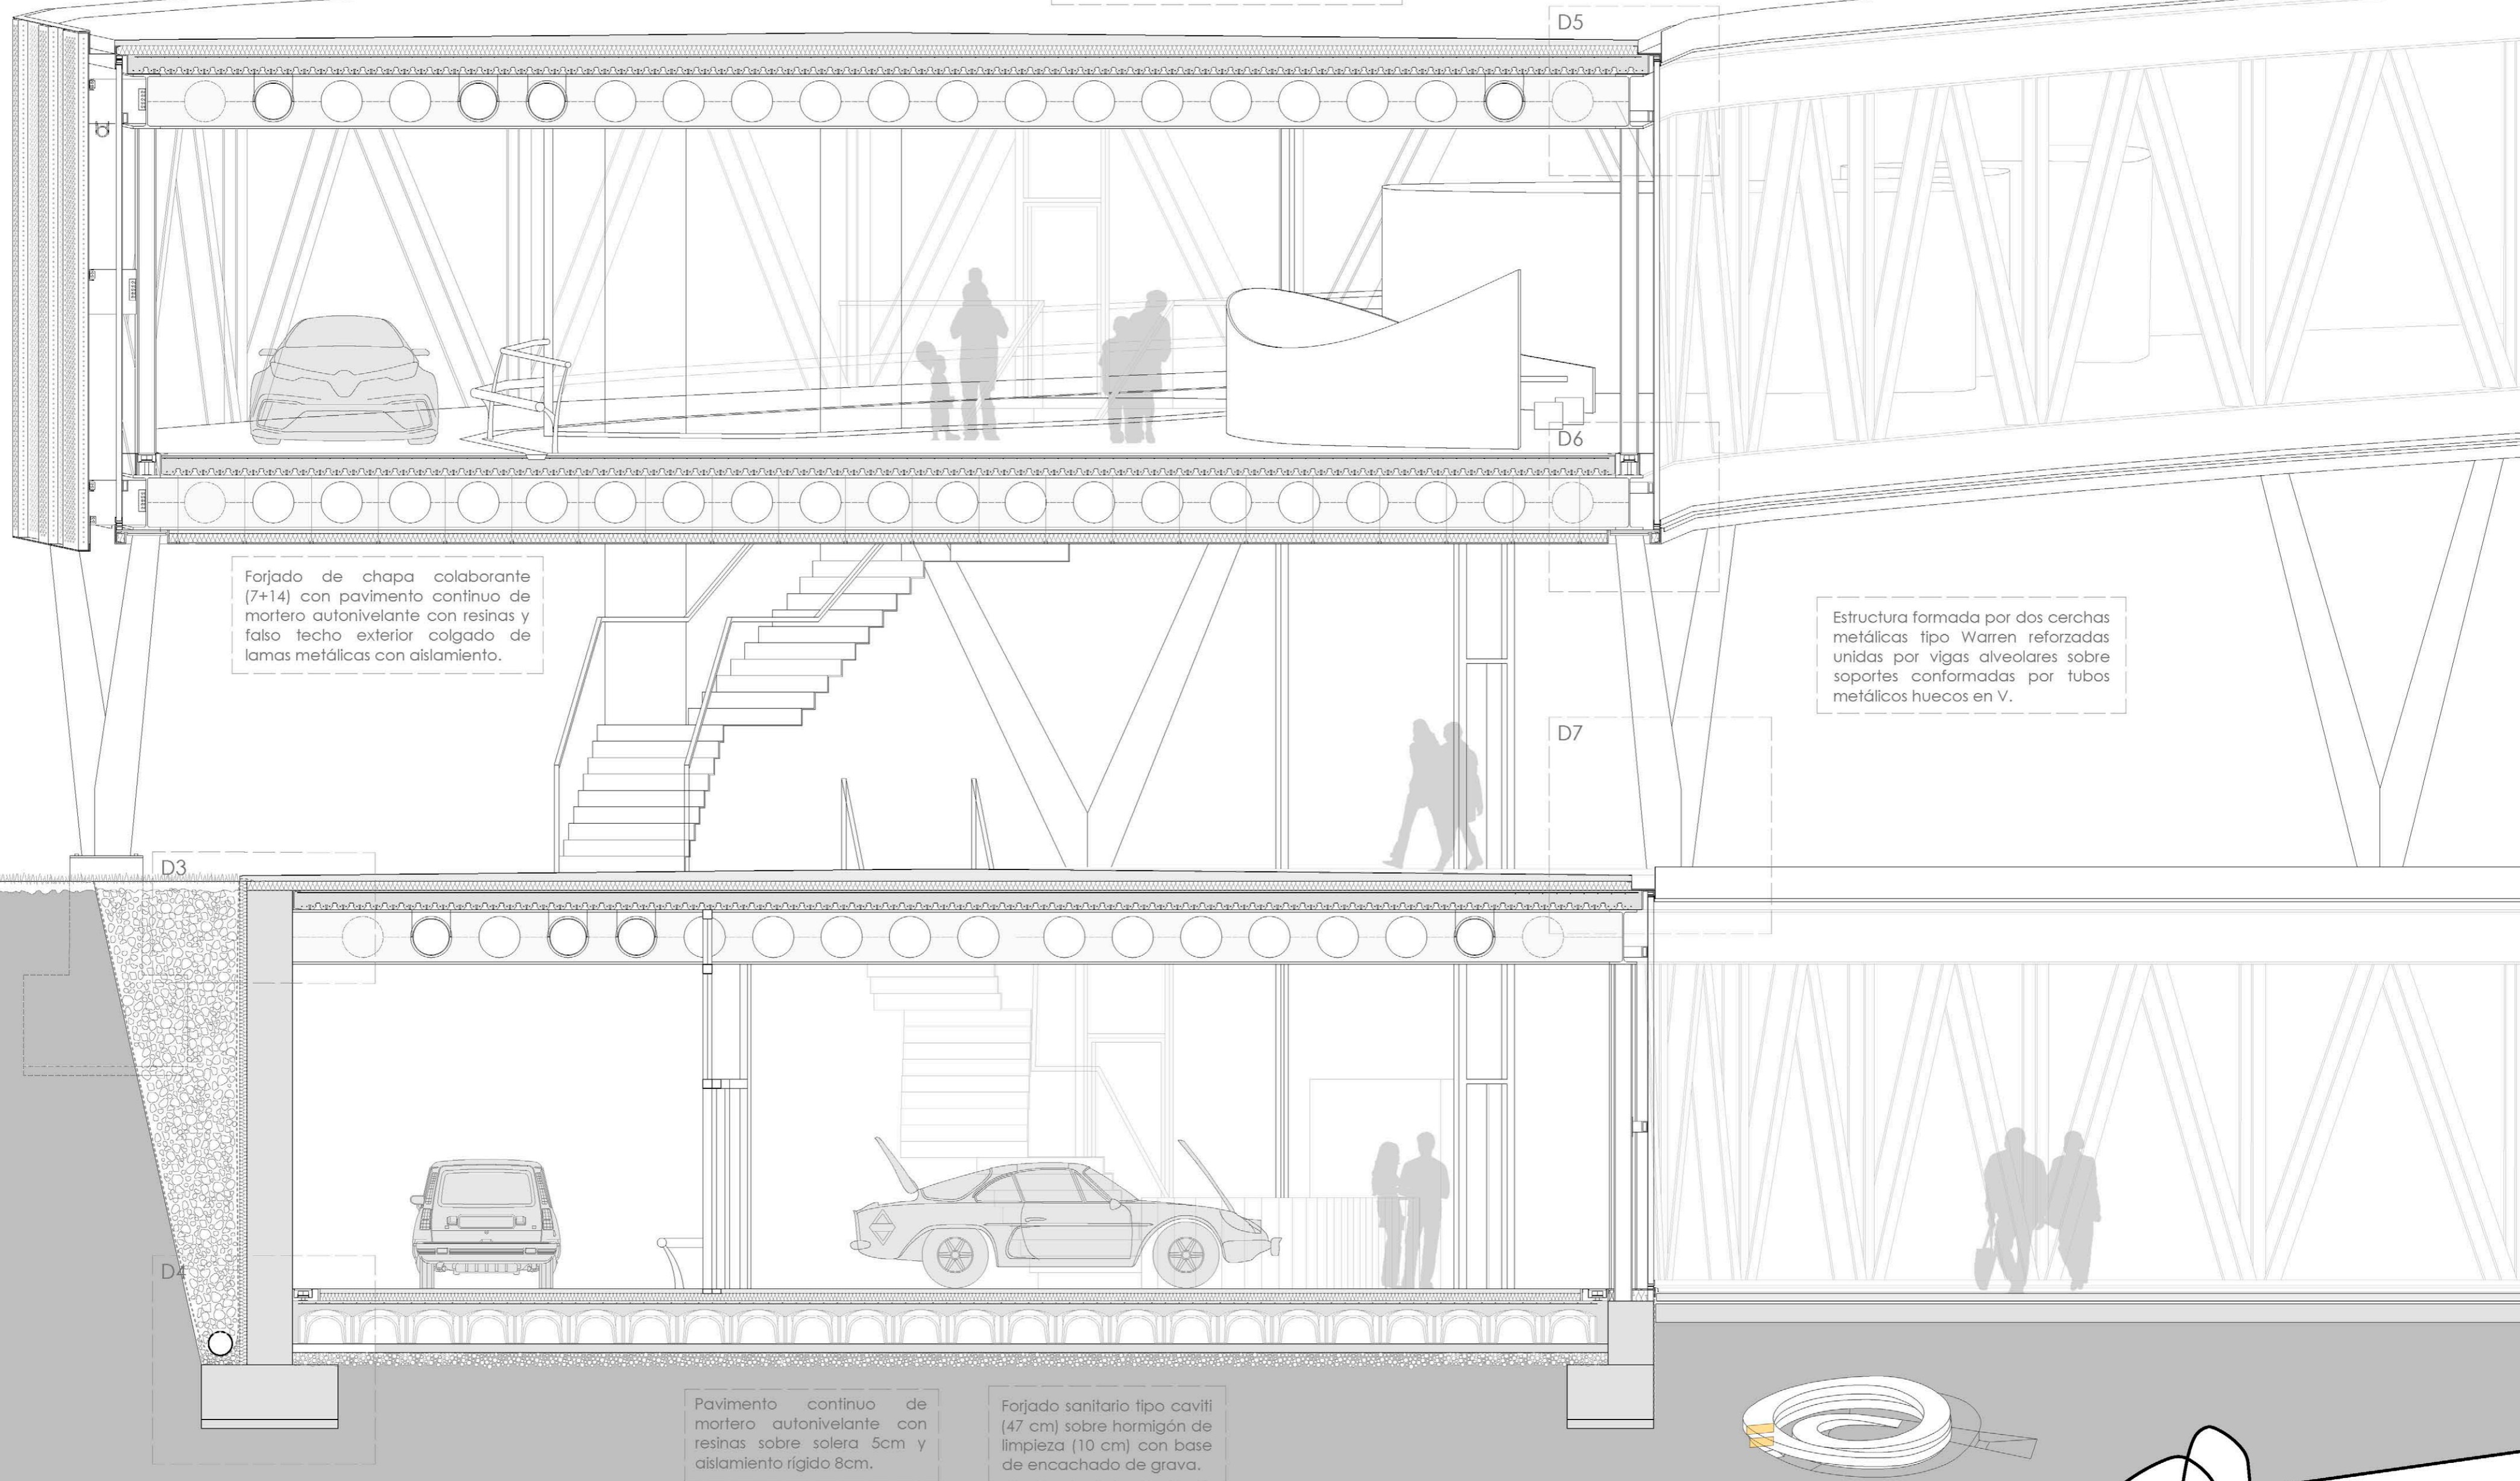 D5
D6
Forjado de chapa colaborante
(7+14) con pavimento continuo de
mortero autonivelante con resinas y
falso techo exterior colgado de
lamas metálicas con aislamiento.
Estructura formada por dos cerchas
metálicas tipo Warren reforzadas
unidas por vigas alveolares sobre
soportes conformadas por tubos
metálicos huecos en V.
D7
D3
D4
Pavimento continuo de
mortero autonivelante con
resinas sobre solera 5cm y
aislamiento rígido 8cm.
Forjado sanitario tipo caviti
(47 cm) sobre hormigón de
limpieza (10 cm) con base
de encachado de grava.